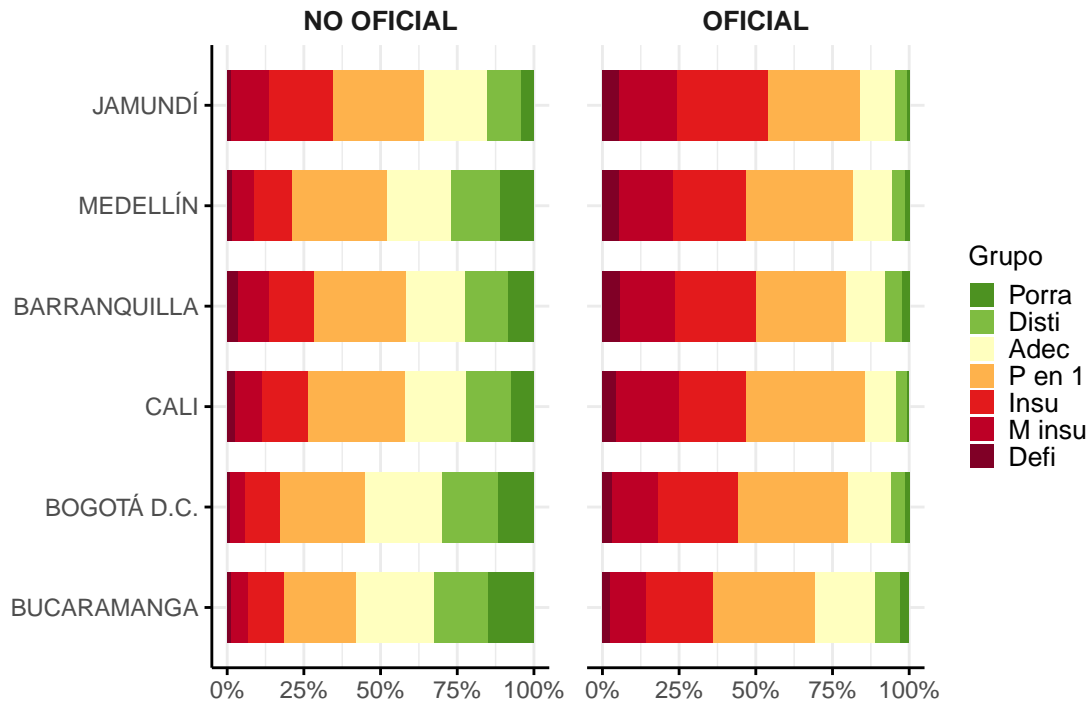 NO OFICIAL
OFICIAL
JAMUNDÍ
MEDELLÍN
BARRANQUILLA
CALI
BOGOTÁ D.C.
BUCARAMANGA
0% 25% 50% 75% 100%
0% 25% 50% 75% 100%
Grupo
Porra
Disti
Adec
P en 1
Insu
M insu
Defi